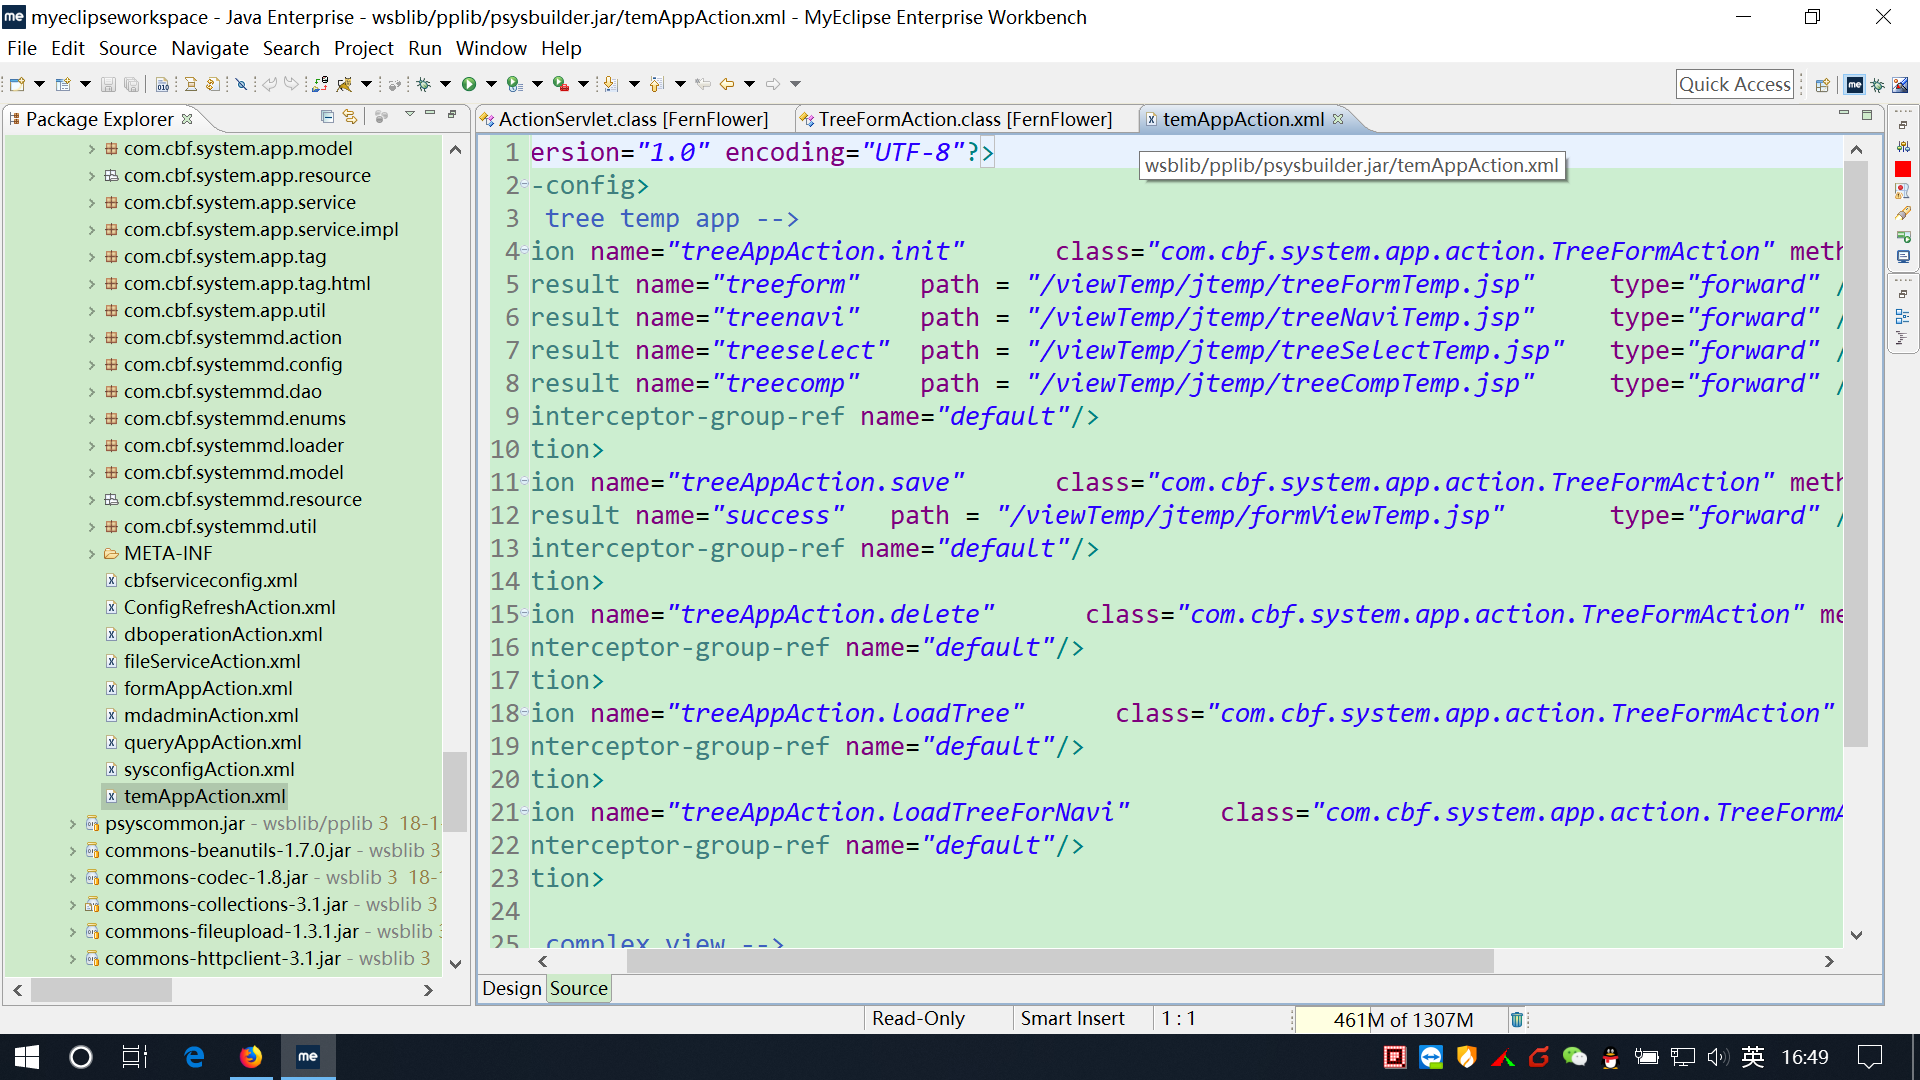 me myeclipseworkspace - Java Enterprise - wsblib/pplib/psysbuilder.jar/temAppAction.xml - MyEclipse Enterprise Workbench
File Edit Source Navigate Search Project Run Window Help
Quick Access
me
Package Explorer
ActionServlet.class [FernFlower]
TreeFormAction.class [FernFlower]
temAppAction.xml
wsblib/pplib/psysbuilder.jar/temAppAction.xml
com.cbf.system.app.model
com.cbf.system.app.resource
com.cbf.system.app.service
com.cbf.system.app.service.impl
com.cbf.system.app.tag
com.cbf.system.app.tag.html
com.cbf.system.app.util
com.cbf.systemmd.action
com.cbf.systemmd.config
com.cbf.systemmd.dao
com.cbf.systemmd.enums
com.cbf.systemmd.loader
com.cbf.systemmd.model
com.cbf.systemmd.resource
com.cbf.systemmd.util
META-INF
cbfserviceconfig.xml
ConfigRefreshAction.xml
dboperationAction.xml
fileServiceAction.xml
formAppAction.xml
mdadminAction.xml
queryAppAction.xml
sysconfigAction.xml
temAppAction.xml
psyscommon.jar - wsblib/pplib 3 18-1
commons-beanutils-1.7.0.jar - wsblib 3
commons-codec-1.8.jar - wsblib 3 18-
commons-collections-3.1.jar - wsblib 3
commons-fileupload-1.3.1.jar - wsblib 3
commons-httpclient-3.1.jar - wsblib 3
1 ersion="1.0" encoding="UTF-8"?>
2 -config>
3 tree temp app -->
4 ion name="treeAppAction.init" class="com.cbf.system.app.action.TreeFormAction" meth
5 result name="treeform" path = "/viewTemp/jtemp/treeFormTemp.jsp" type="forward" /
6 result name="treenavi" path = "/viewTemp/jtemp/treeNaviTemp.jsp" type="forward" /
7 result name="treeselect" path = "/viewTemp/jtemp/treeSelectTemp.jsp" type="forward" /
8 result name="treecomp" path = "/viewTemp/jtemp/treeCompTemp.jsp" type="forward" /
9 interceptor-group-ref name="default"/>
10 tion>
11 ion name="treeAppAction.save" class="com.cbf.system.app.action.TreeFormAction" meth
12 result name="success" path = "/viewTemp/jtemp/formViewTemp.jsp" type="forward" /
13 interceptor-group-ref name="default"/>
14 tion>
15 ion name="treeAppAction.delete" class="com.cbf.system.app.action.TreeFormAction" me
16 nterceptor-group-ref name="default"/>
17 tion>
18 ion name="treeAppAction.loadTree" class="com.cbf.system.app.action.TreeFormAction"
19 nterceptor-group-ref name="default"/>
20 tion>
21 ion name="treeAppAction.loadTreeForNavi" class="com.cbf.system.app.action.TreeFormA
22 nterceptor-group-ref name="default"/>
23 tion>
24
25 complex view -->
Design Source
Read-Only Smart Insert 1 : 1 461M of 1307M
me 英 16:49